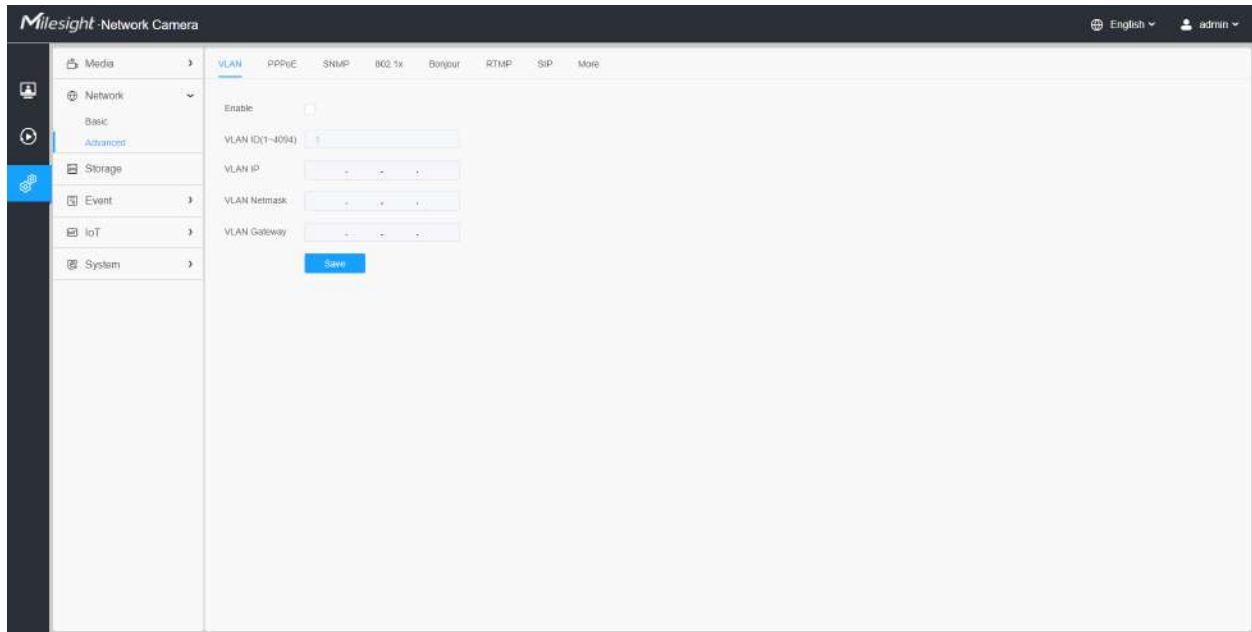 Milesight Network Camera
English
admin
Media
Network
Basic
Advanced
Storage
Event
IoT
System
VLAN PPPoE SNMP 802.1x Bonjour RTMP SIP More
Enable
VLAN ID(1~4094) 1
VLAN IP . . .
VLAN Netmask . . .
VLAN Gateway . . .
Save